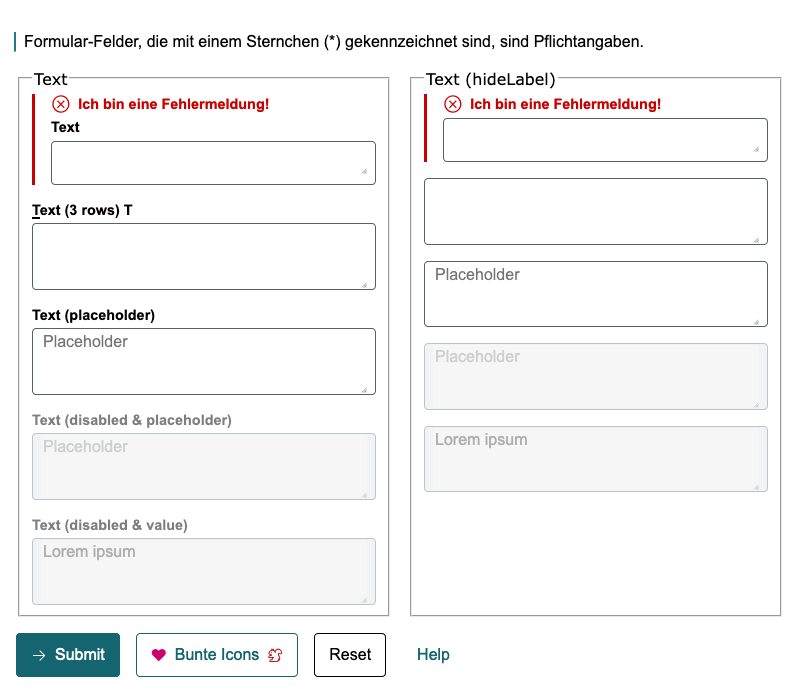 Formular-Felder, die mit einem Sternchen (*) gekennzeichnet sind, sind Pflichtangaben.
Text
Ich bin eine Fehlermeldung!
Text
Text (3 rows) T
Text (placeholder)
Placeholder
Text (disabled & placeholder)
Placeholder
Text (disabled & value)
Lorem ipsum
Text (hideLabel)
Ich bin eine Fehlermeldung!
Placeholder
Placeholder
Lorem ipsum
Submit
Bunte Icons
Reset
Help